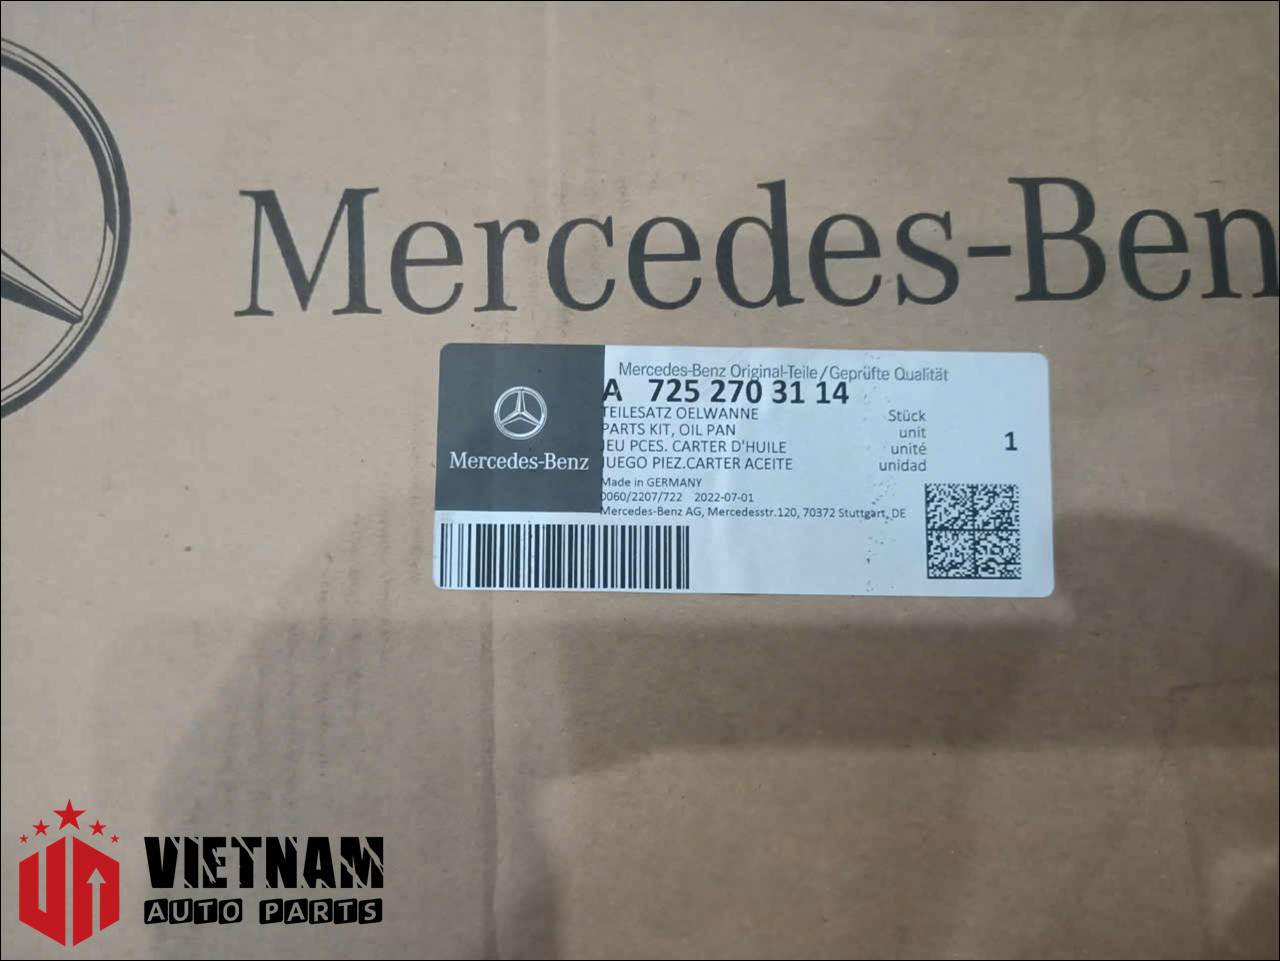 Mercedes-Ben
Mercedes-Benz Original-Teile/Geprüfte Qualität
A 725 270 31 14
TEILESATZ OELWANNE Stück
PARTS KIT, OIL PAN unit
JEU PCES. CARTER D'HUILE unité
JUEGO PIEZ.CARTER ACEITE unidad
1
Mercedes-Benz
Made in GERMANY
0060/2207/722 2022-07-01
Mercedes-Benz AG, Mercedesstr.120, 70372 Stuttgart, DE
VIETNAM
AUTO PARTS